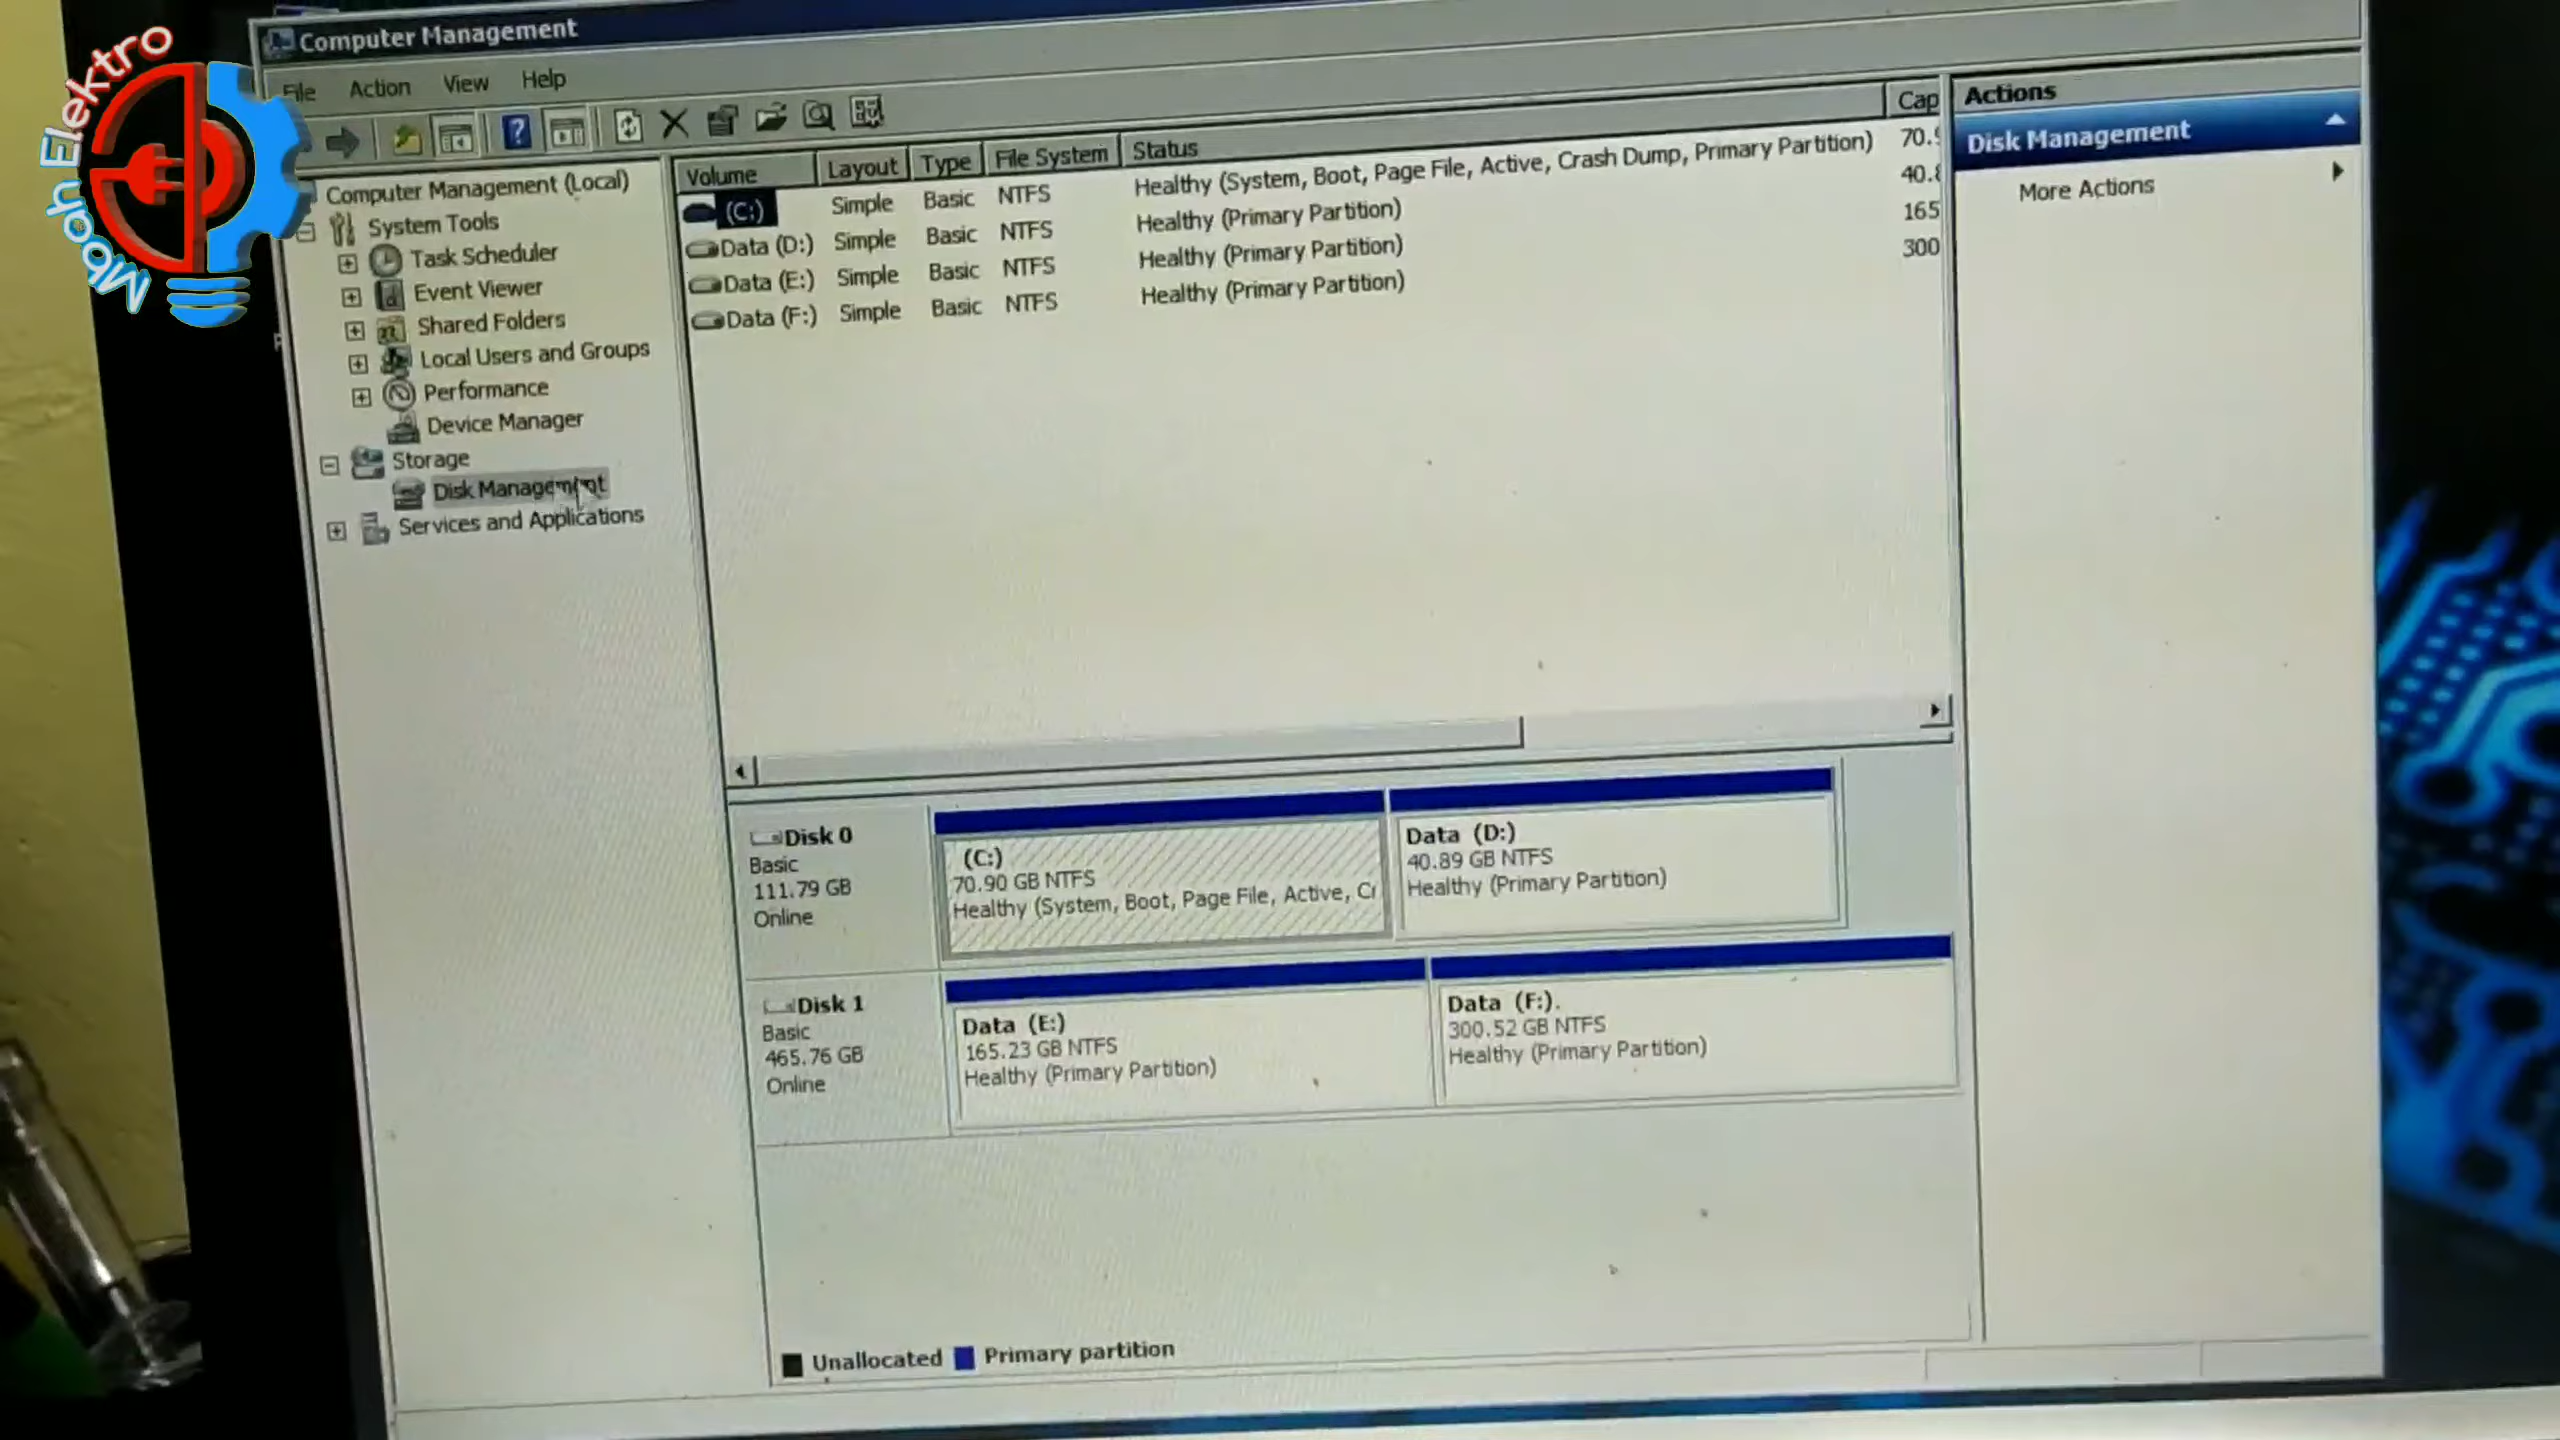 Mbah Elektro
Computer Management
File Action View Help
Computer Management (Local)
System Tools
Task Scheduler
Event Viewer
Shared Folders
Local Users and Groups
Performance
Device Manager
Storage
Disk Management
Services and Applications
Volume Layout Type File System Status Cap
(C:) Simple Basic NTFS Healthy (System, Boot, Page File, Active, Crash Dump, Primary Partition) 70.9
Data (D:) Simple Basic NTFS Healthy (Primary Partition) 40.8
Data (E:) Simple Basic NTFS Healthy (Primary Partition) 165
Data (F:) Simple Basic NTFS Healthy (Primary Partition) 300
Actions
Disk Management
More Actions
Disk 0
Basic
111.79 GB
Online
(C:)
70.90 GB NTFS
Healthy (System, Boot, Page File, Active, Cr
Data (D:)
40.89 GB NTFS
Healthy (Primary Partition)
Disk 1
Basic
465.76 GB
Online
Data (E:)
165.23 GB NTFS
Healthy (Primary Partition)
Data (F:)
300.52 GB NTFS
Healthy (Primary Partition)
Unallocated Primary partition